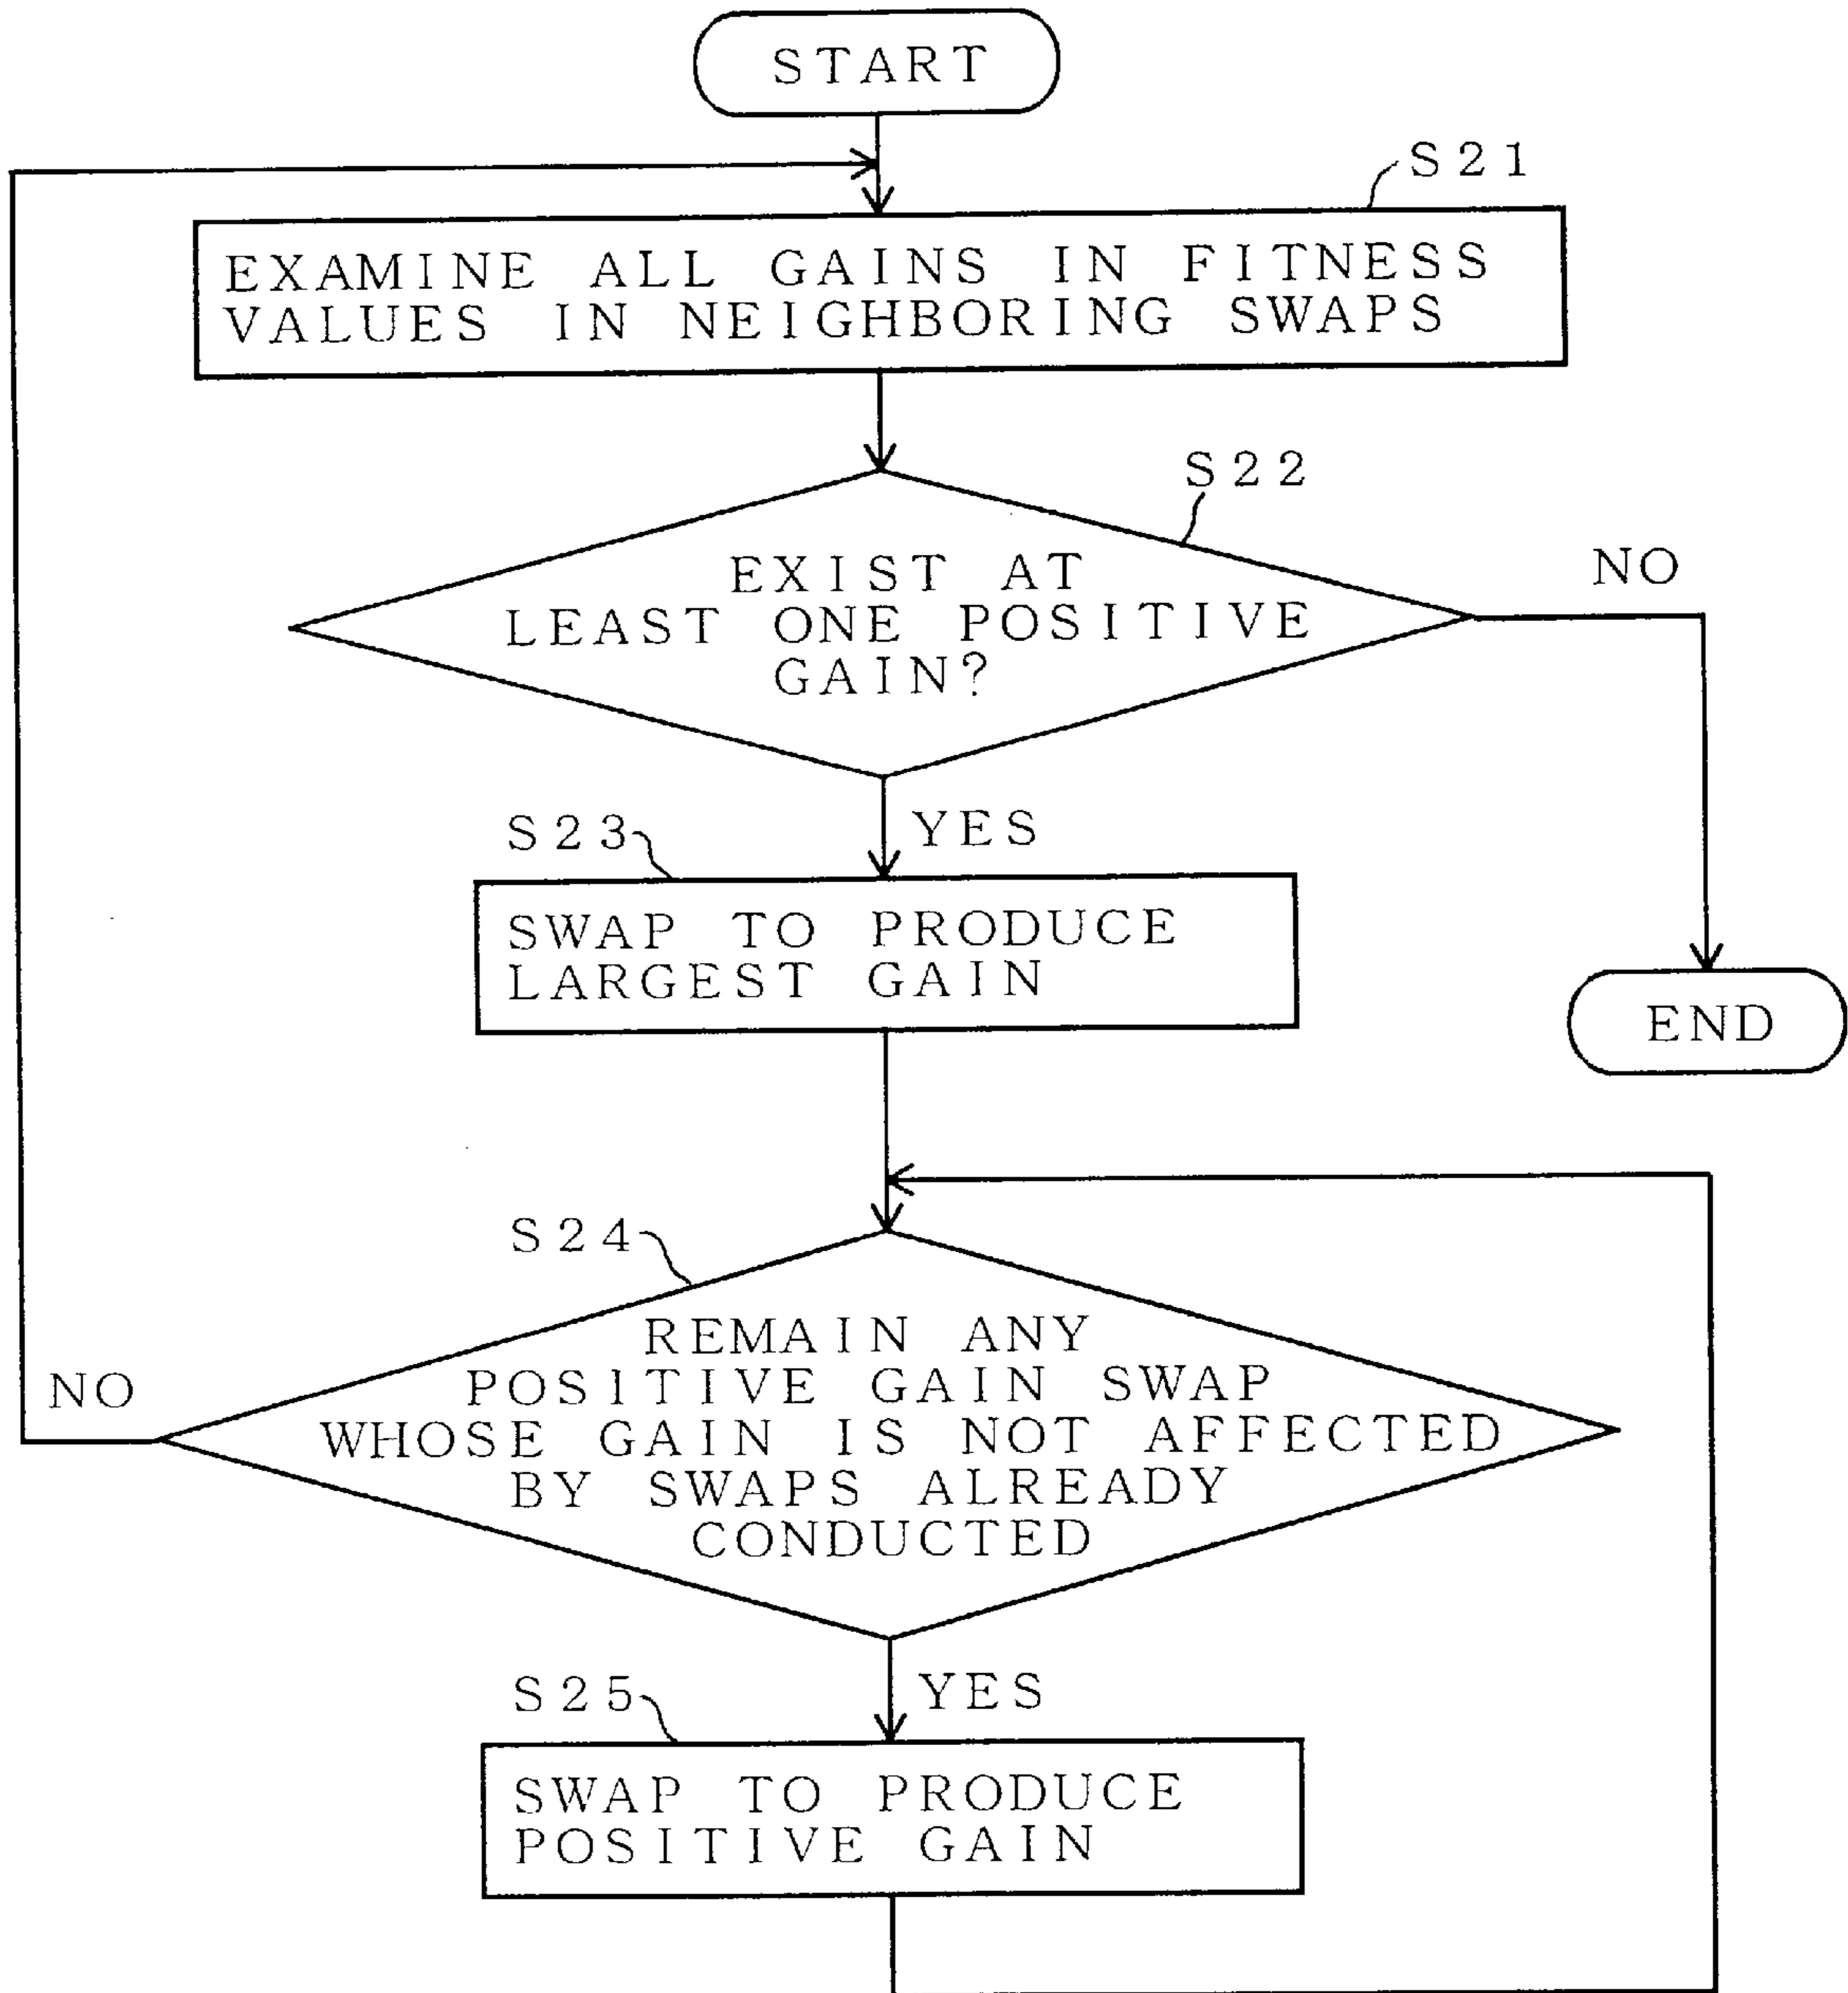 START
S21
EXAMINE ALL GAINS IN FITNESS
VALUES IN NEIGHBORING SWAPS
S22
EXIST AT
LEAST ONE POSITIVE
GAIN?
NO
YES
S23
SWAP TO PRODUCE
LARGEST GAIN
END
S24
REMAIN ANY
POSITIVE GAIN SWAP
WHOSE GAIN IS NOT AFFECTED
BY SWAPS ALREADY
CONDUCTED
NO
YES
S25
SWAP TO PRODUCE
POSITIVE GAIN